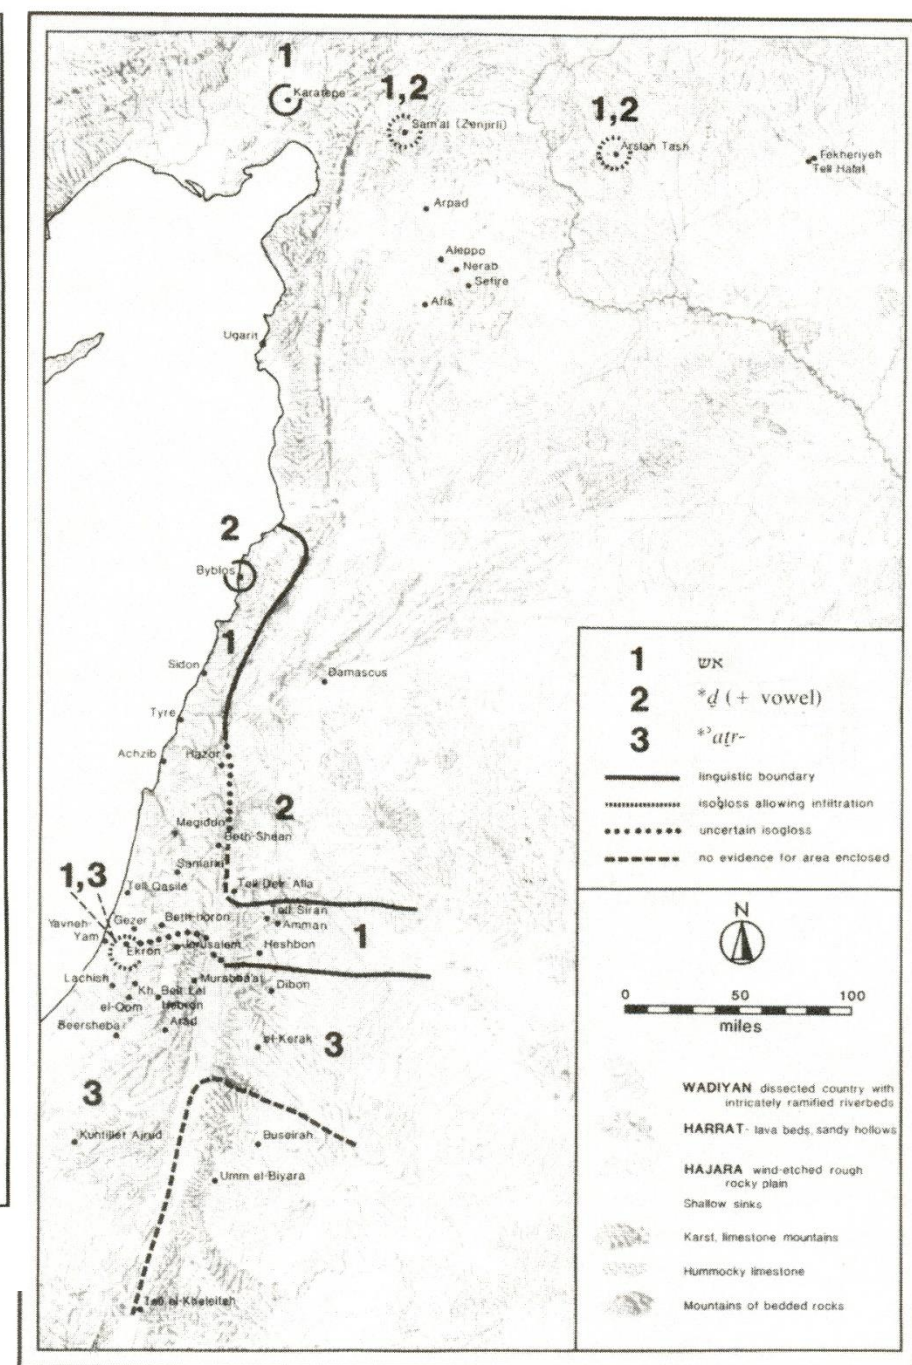 1
Karatepe
1,2
Sam'al (Zenjirli)
1,2
Arslan Tash
Fekheriyeh
Tell Halaf
Arpad
Aleppo
Nerab
Sefire
Afis
Ugarit
2
Byblos
1
Sidon
Damascus
Tyre
Achzib
Hazor
2
Megiddo
Beth-Shean
Samaria
1,3
Tell Qasile
Tell Deir 'Alla
Yavneh-
Yam
Gezer
Beth-horon
Tell Siran
Amman
1
Ekron
Jerusalem
Heshbon
Lachish
Kh. Beit Lei
Murabba'at
Dibon
el-Qom
Hebron
Beersheba
Arad
el-Kerak
3
3
Kuntillet Ajrud
Buseirah
Umm el-Biyara
Tell el-Kheleifeh
1 אש
2 *ḏ (+ vowel)
3 *ʾaṯr-
linguistic boundary
isogloss allowing infiltration
uncertain isogloss
no evidence for area enclosed
N
0 50 100
miles
WADIYAN dissected country with
intricately ramified riverbeds
HARRAT- lava beds, sandy hollows
HAJARA wind-etched rough
rocky plain
Shallow sinks
Karst, limestone mountains
Hummocky limestone
Mountains of bedded rocks